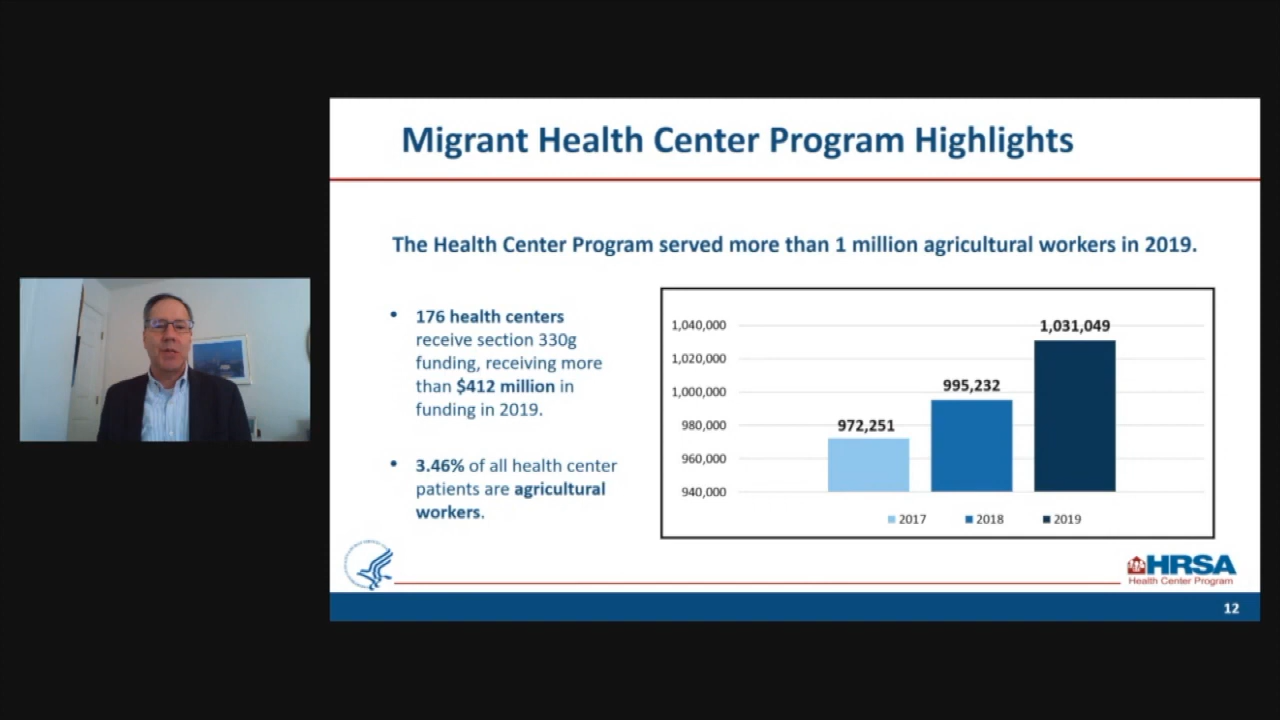 Migrant Health Center Program Highlights
The Health Center Program served more than 1 million agricultural workers in 2019.
• 176 health centers
receive section 330g
funding, receiving more
than $412 million in
funding in 2019.
• 3.46% of all health center
patients are agricultural
workers.
1,040,000
1,020,000
1,000,000
980,000
960,000
940,000
972,251
995,232
1,031,049
2017 2018 2019
HRSA
Health Center Program
12